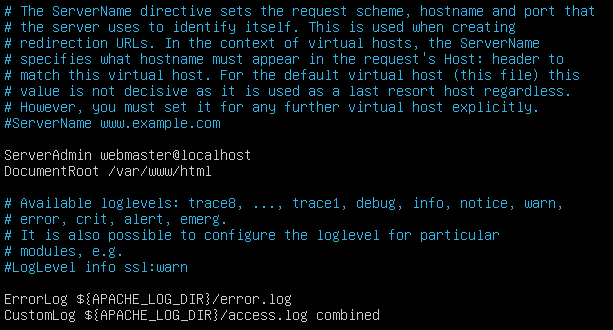 # The ServerName directive sets the request scheme, hostname and port that
# the server uses to identify itself. This is used when creating
# redirection URLs. In the context of virtual hosts, the ServerName
# specifies what hostname must appear in the request's Host: header to
# match this virtual host. For the default virtual host (this file) this
# value is not decisive as it is used as a last resort host regardless.
# However, you must set it for any further virtual host explicitly.
#ServerName www.example.com
ServerAdmin webmaster@localhost
DocumentRoot /var/www/html
# Available loglevels: trace8, ..., trace1, debug, info, notice, warn,
# error, crit, alert, emerg.
# It is also possible to configure the loglevel for particular
# modules, e.g.
#LogLevel info ssl:warn
ErrorLog ${APACHE_LOG_DIR}/error.log
CustomLog ${APACHE_LOG_DIR}/access.log combined